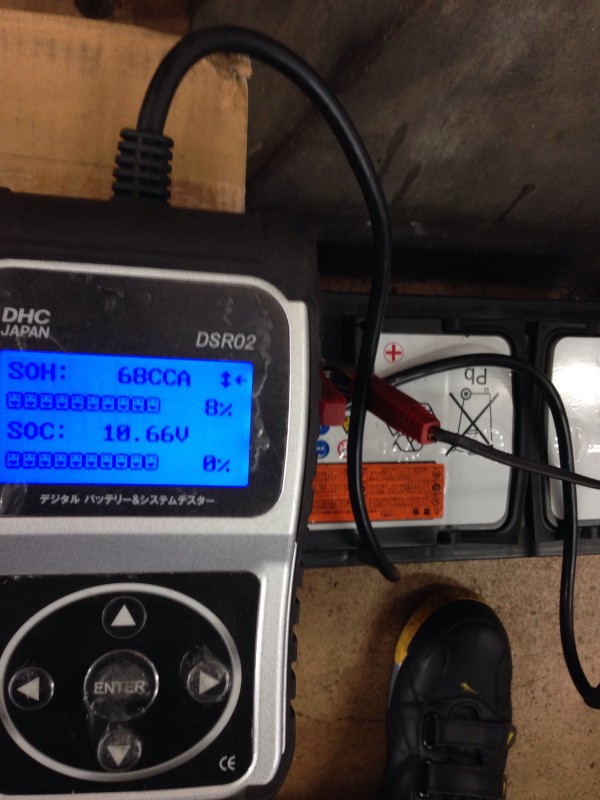 DHC
JAPAN
DSR02
SOH: 68CCA
8%
SOC: 10.66V
0%
デジタル バッテリー&システムテスター
ENTER
CE
Pb